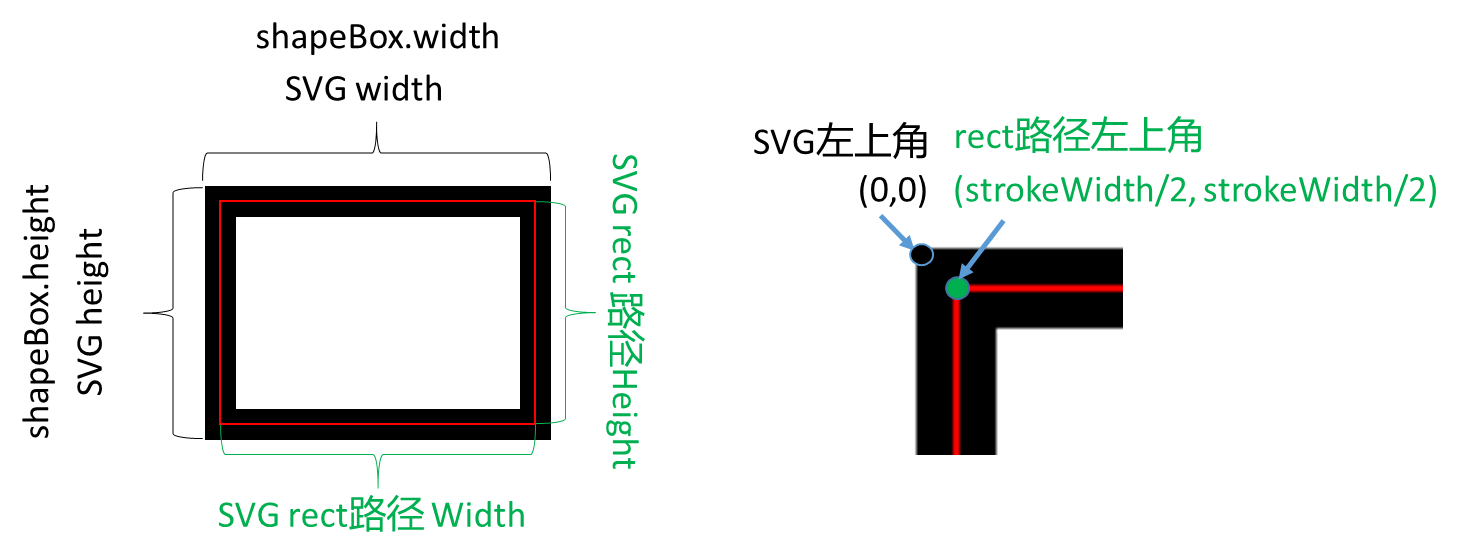 shapeBox.width
SVG width
shapeBox.height
SVG height
SVG rect 路径Height
SVG rect路径 Width
SVG左上角
(0,0)
rect路径左上角
(strokeWidth/2, strokeWidth/2)